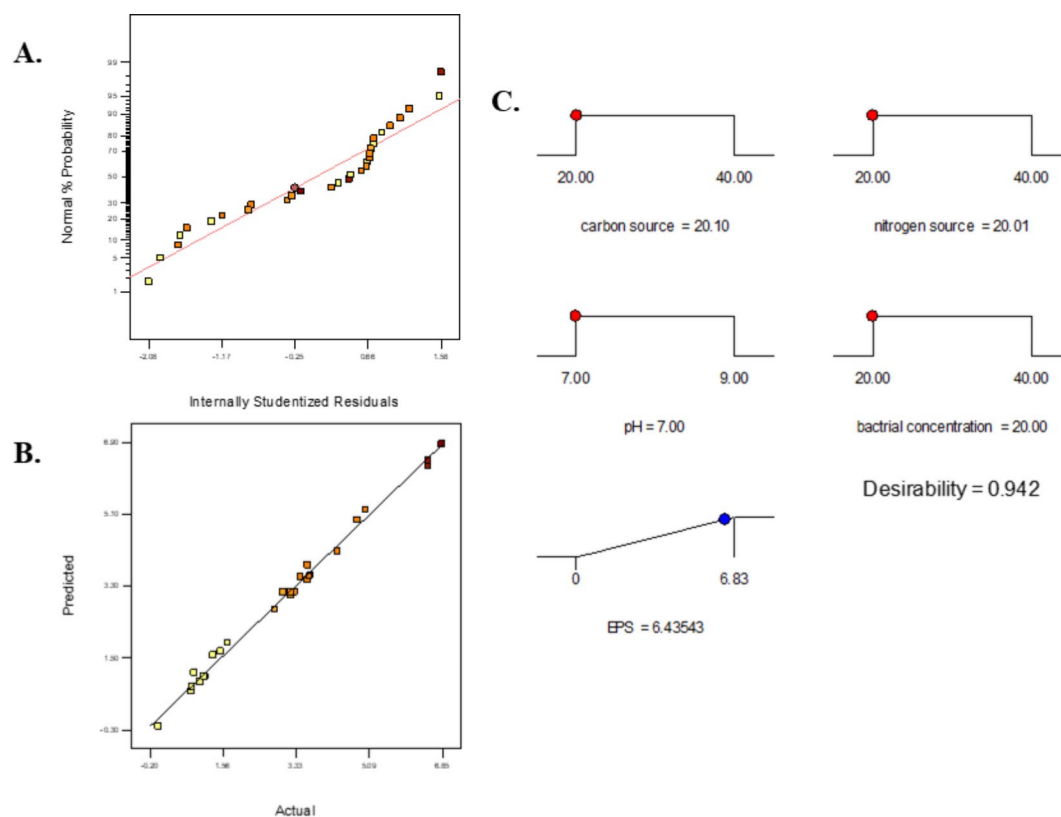 A.
Normal % Probability
99
95
90
80
70
50
30
20
10
5
1
-2.08
-1.17
-0.25
0.66
1.58
Internally Studentized Residuals
B.
Predicted
6.90
5.10
3.30
1.50
-0.30
-0.20
1.56
3.33
5.09
6.85
Actual
C.
20.00 40.00
carbon source = 20.10
20.00 40.00
nitrogen source = 20.01
7.00 9.00
pH = 7.00
20.00 40.00
bactrial concentration = 20.00
Desirability = 0.942
0 6.83
EPS = 6.43543